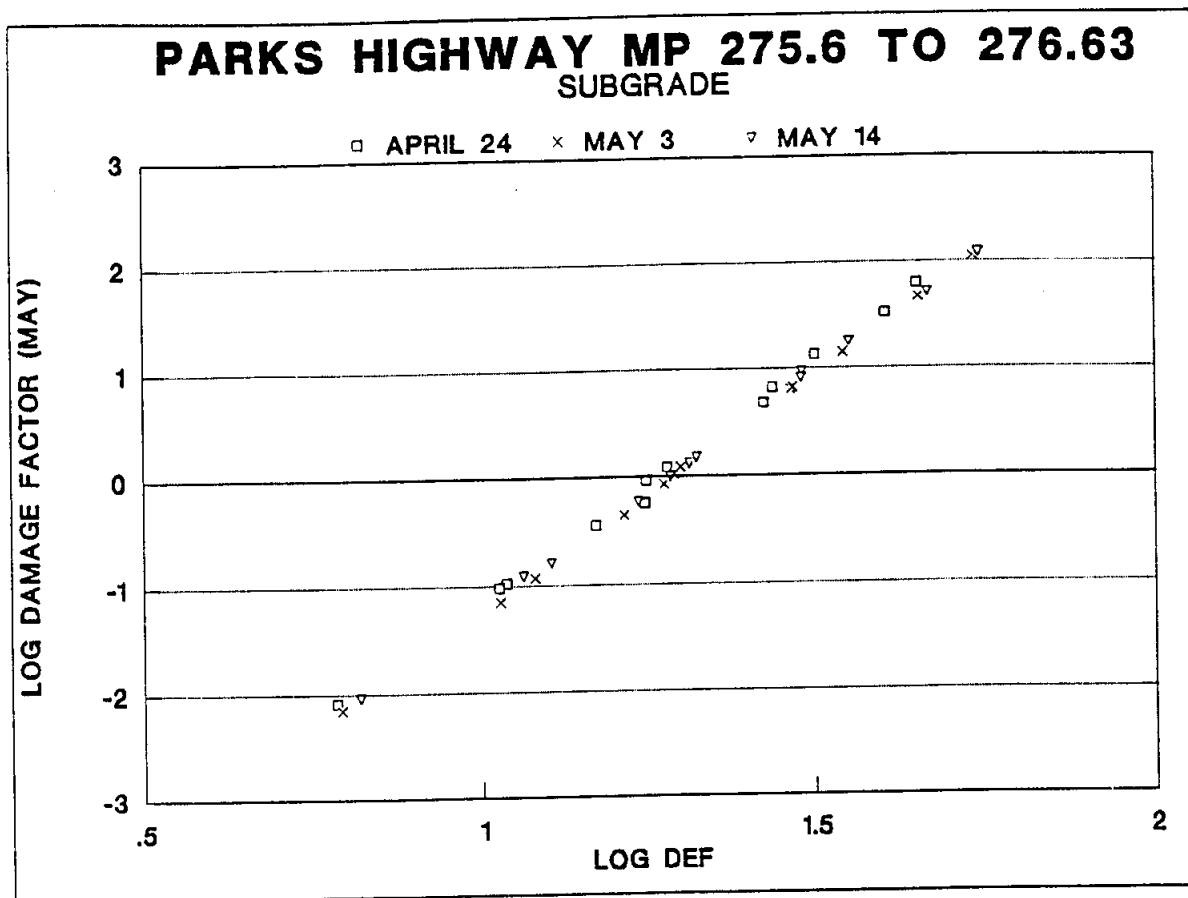 PARKS HIGHWAY MP 275.6 TO 276.63
SUBGRADE
APRIL 24 MAY 3 MAY 14
LOG DAMAGE FACTOR (MAY)
3
2
1
0
-1
-2
-3
.5 1 1.5 2
LOG DEF